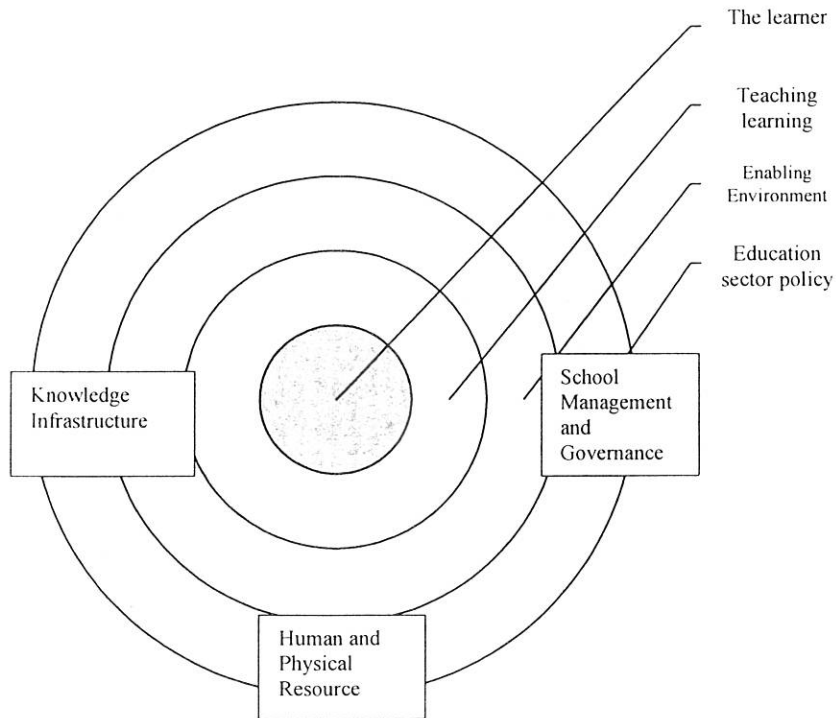 The learner
Teaching
learning
Enabling
Environment
Education
sector policy
Knowledge
Infrastructure
School
Management
and
Governance
Human and
Physical
Resource